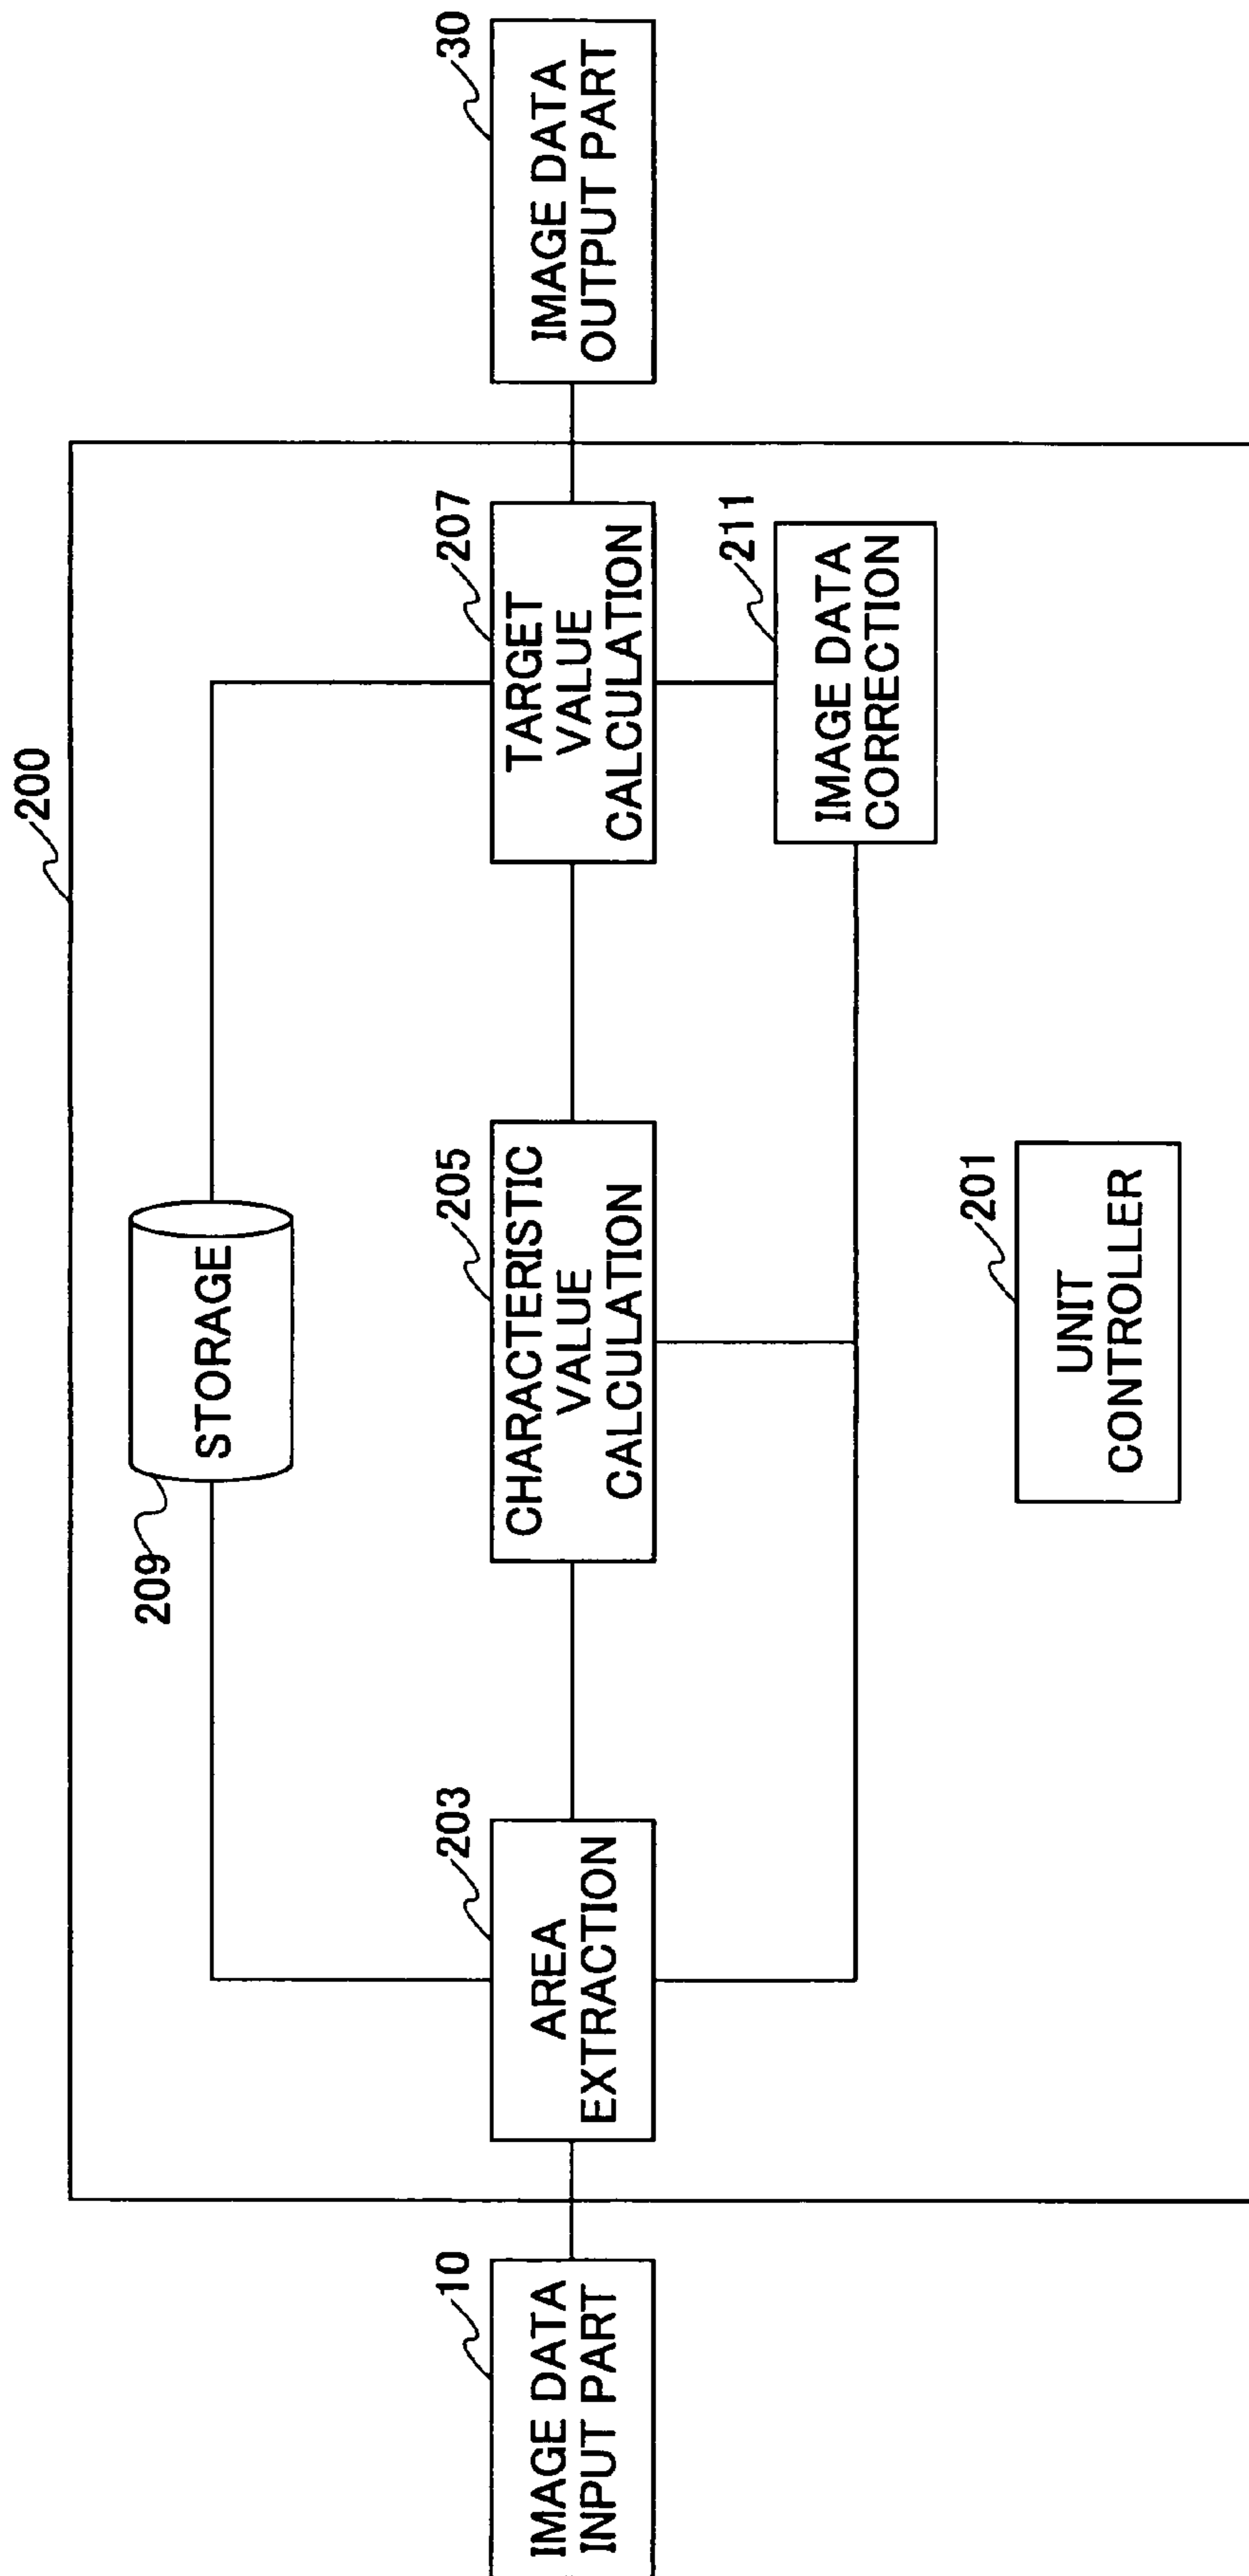 200
209
STORAGE
10
IMAGE DATA
INPUT PART
203
AREA
EXTRACTION
205
CHARACTERISTIC
VALUE
CALCULATION
207
TARGET
VALUE
CALCULATION
30
IMAGE DATA
OUTPUT PART
211
IMAGE DATA
CORRECTION
201
UNIT
CONTROLLER